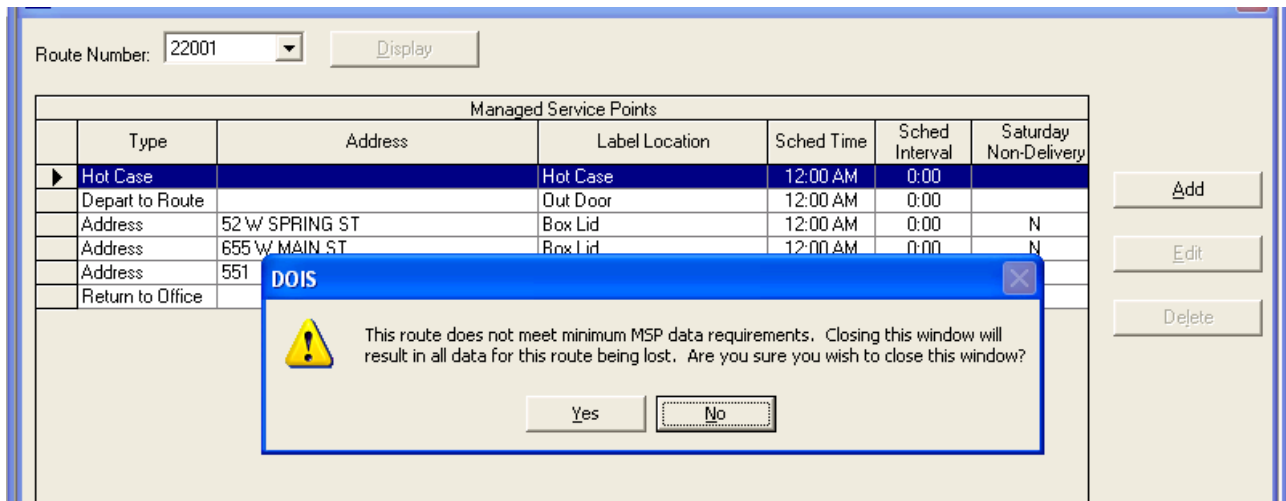 Route Number: 22001 Display
Managed Service Points
Type Address Label Location Sched Time Sched Interval Saturday Non-Delivery
Hot Case Hot Case 12:00 AM 0:00
Add
Depart to Route Out Door 12:00 AM 0:00
Address 52 W SPRING ST Box Lid 12:00 AM 0:00 N
Address 655 W MAIN ST Box Lid 12:00 AM 0:00 N
Edit
Address 551
DOIS
Return to Office
Delete
This route does not meet minimum MSP data requirements. Closing this window will
result in all data for this route being lost. Are you sure you wish to close this window?
Yes No